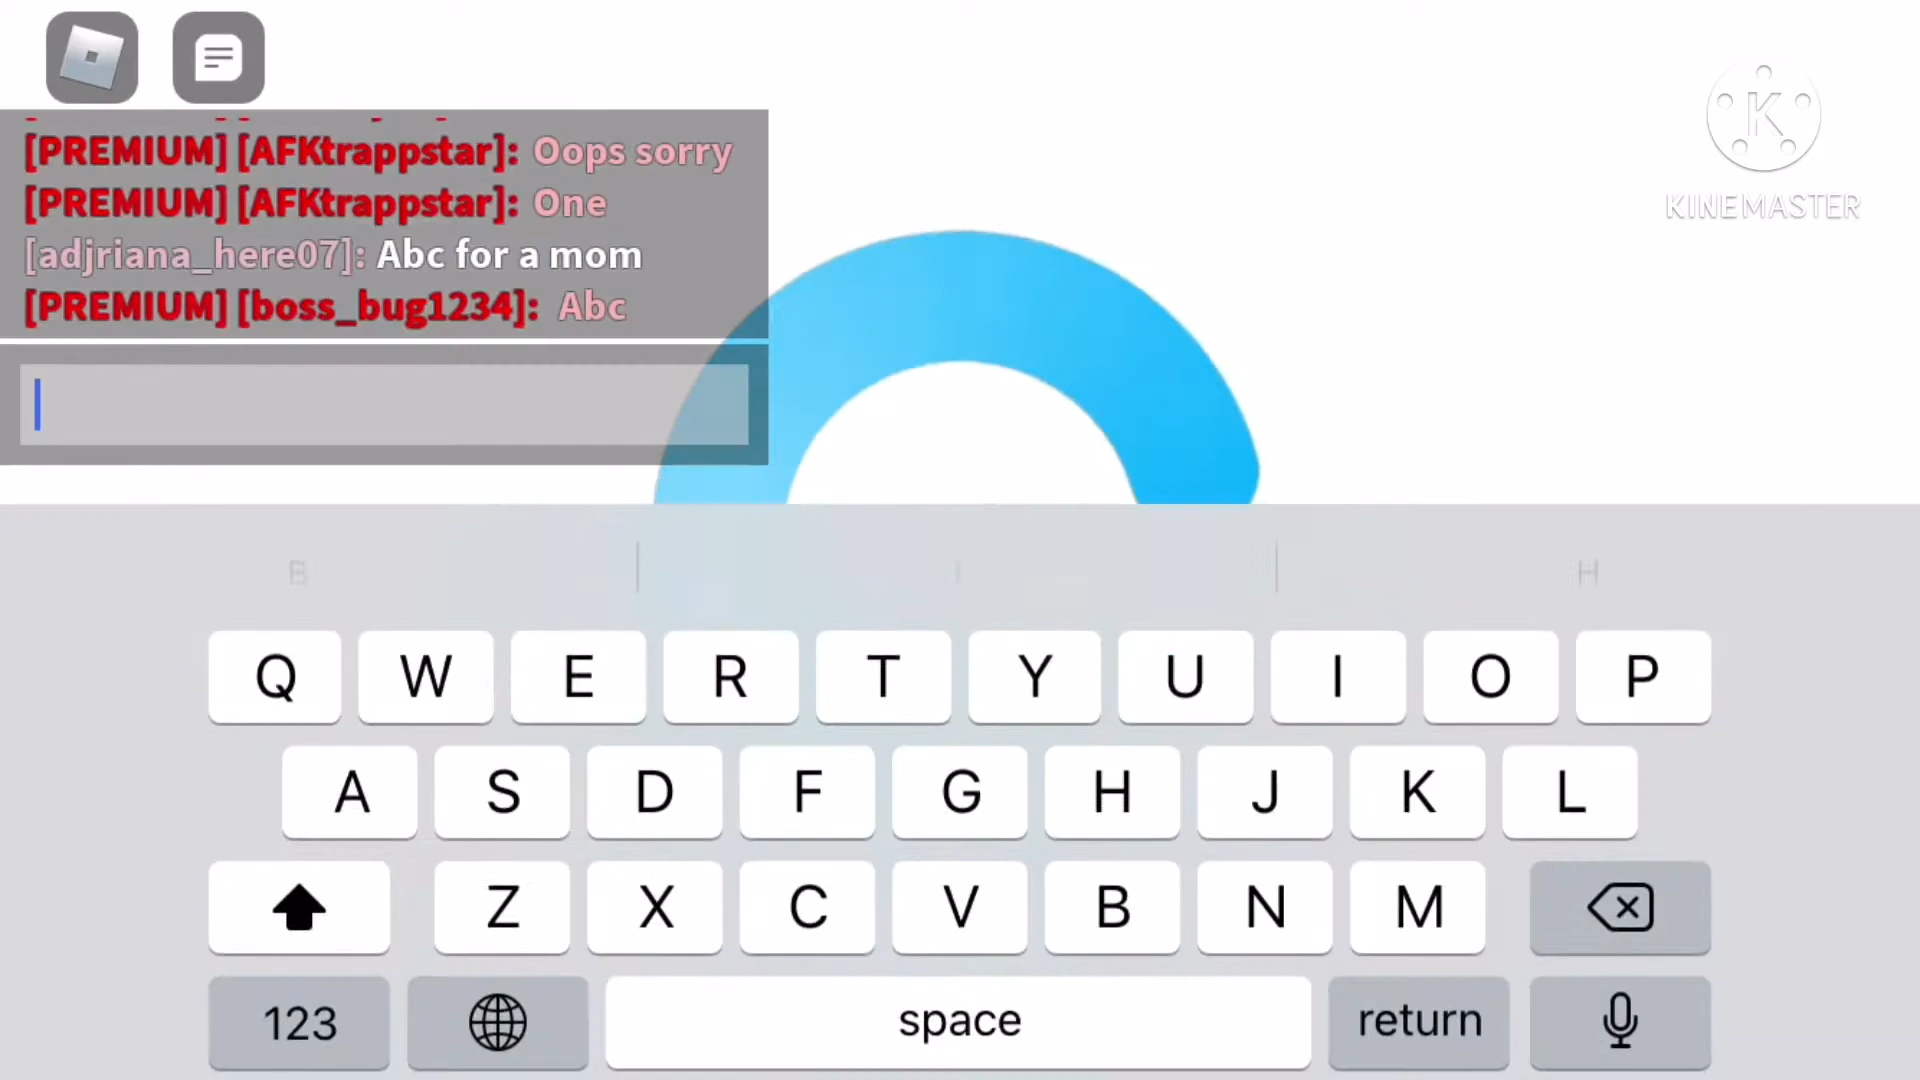 [PREMIUM] [AFKtrappstar]: Oops sorry
[PREMIUM] [AFKtrappstar]: One
[adjriana_here07]: Abc for a mom
[PREMIUM] [boss_bug1234]: Abc
K
KINEMASTER
B I H
Q W E R T Y U I O P
A S D F G H J K L
Z X C V B N M
123 space return